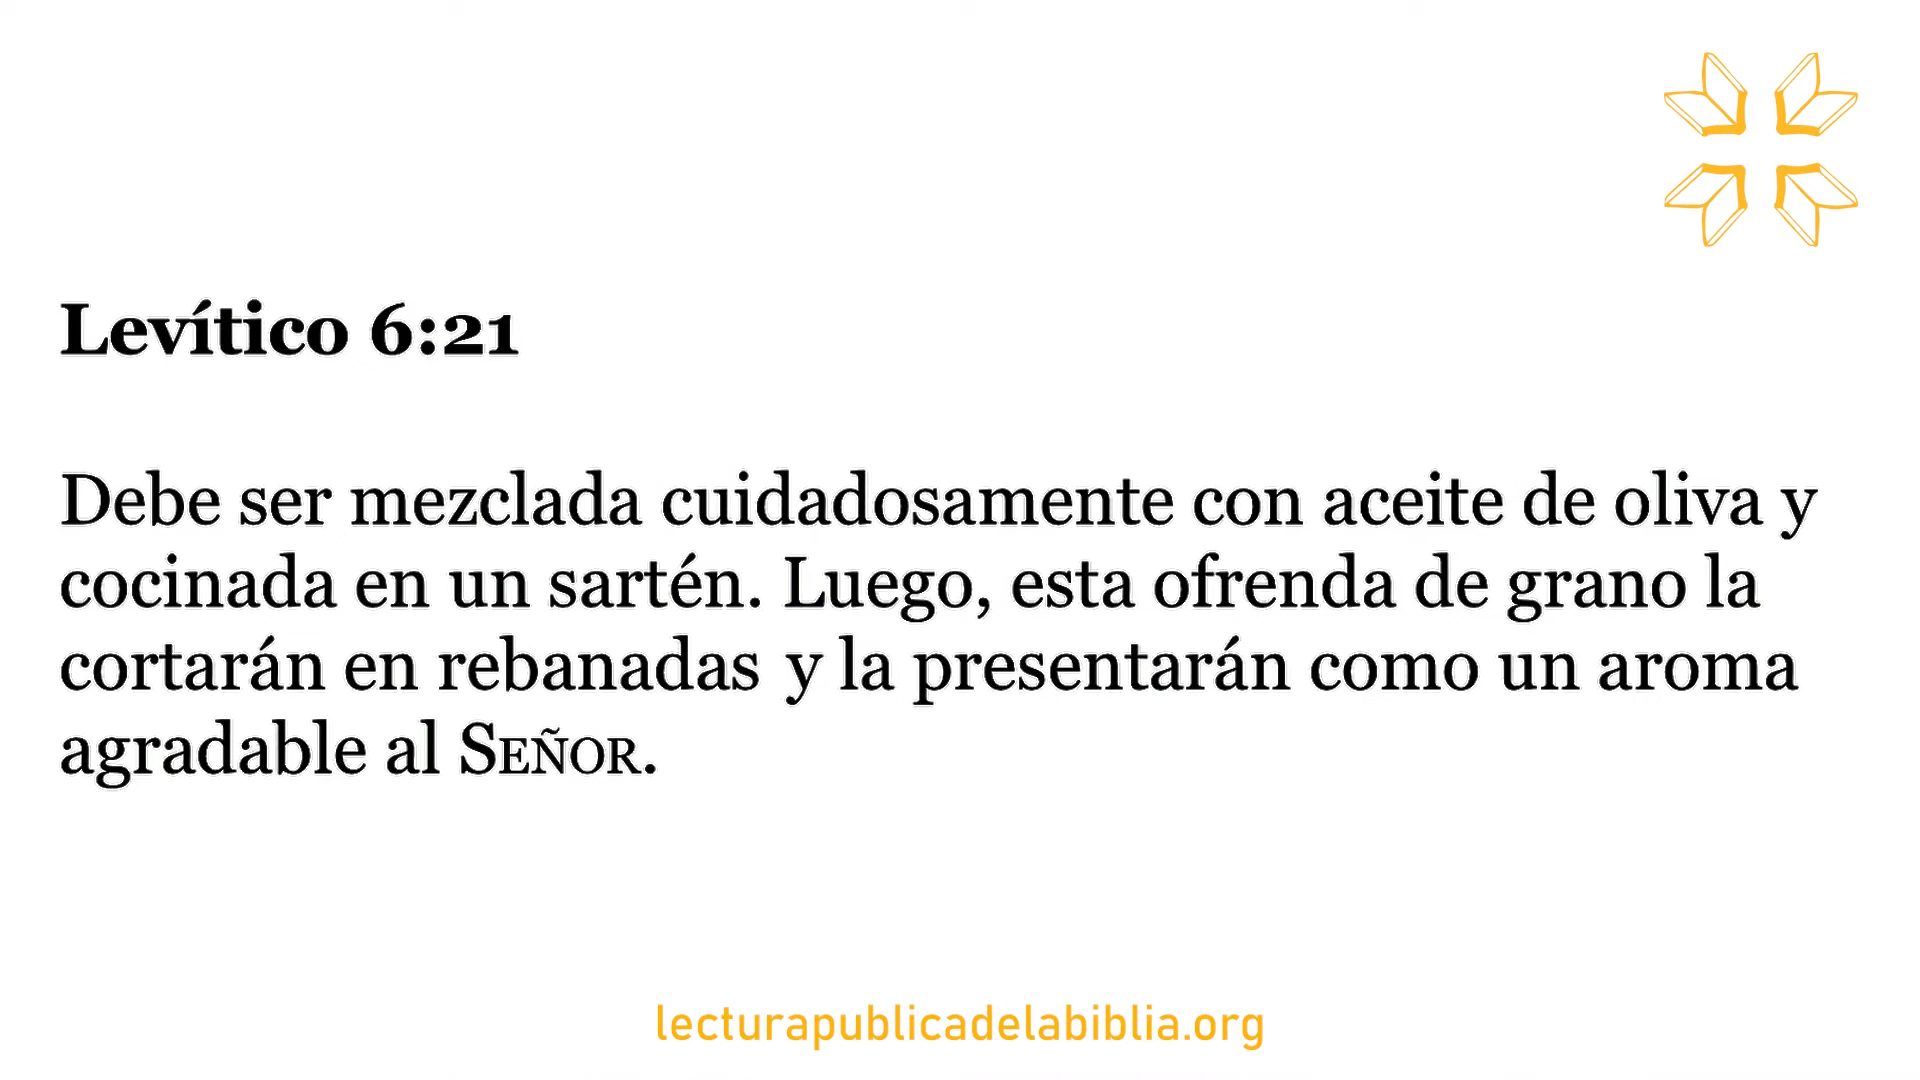 Levítico 6:21
Debe ser mezclada cuidadosamente con aceite de oliva y
cocinada en un sartén. Luego, esta ofrenda de grano la
cortarán en rebanadas y la presentarán como un aroma
agradable al SEÑOR.
lecturapublicadelabiblia.org